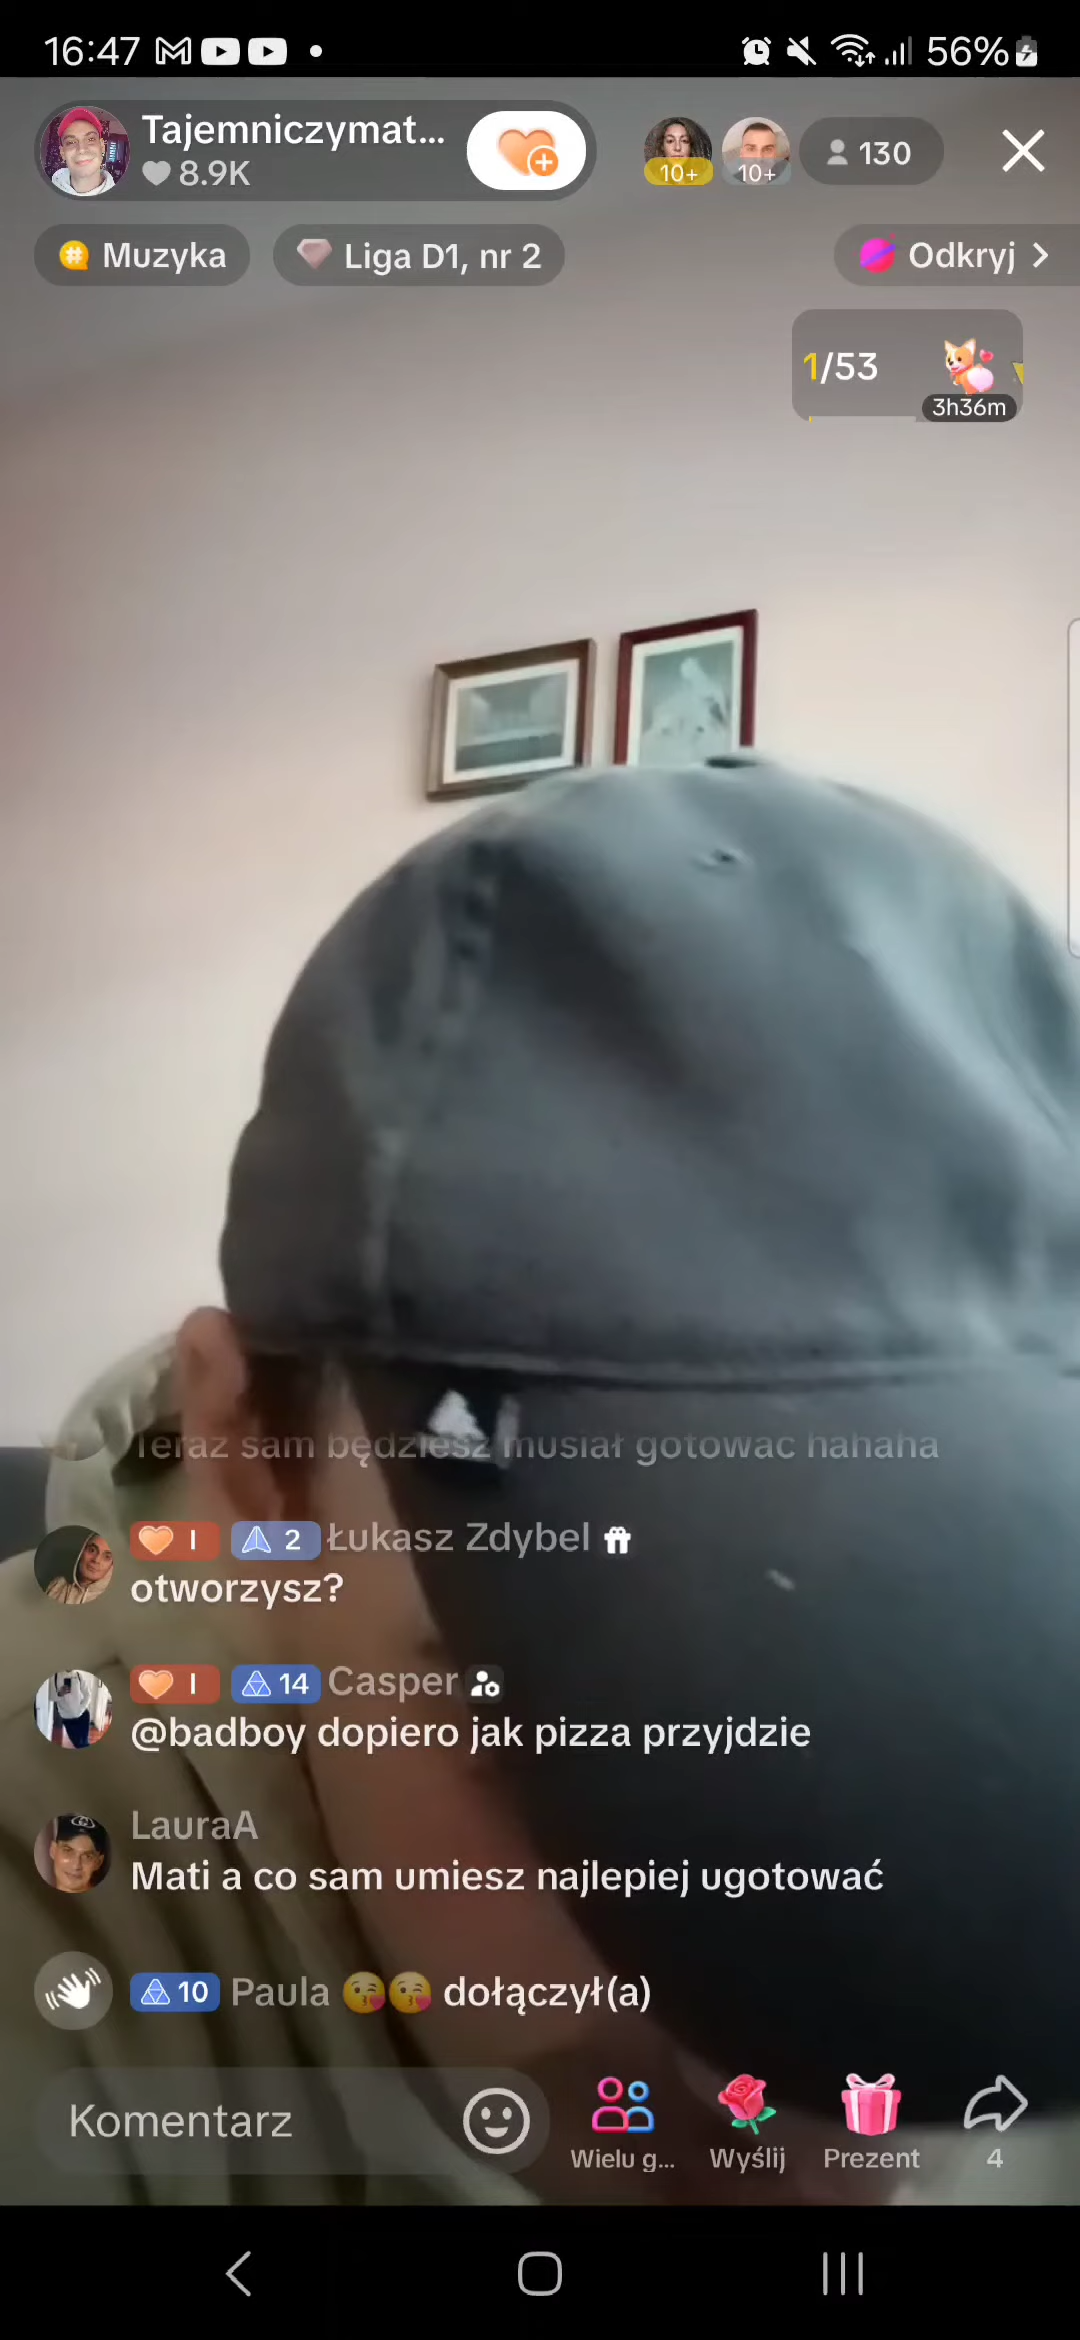 16:47
56%
Tajemniczymat...
8.9K
10+
10+
130
Muzyka
Liga D1, nr 2
Odkryj
1/53
3h36m
Teraz sam będziesz musiał gotowac hahaha
I 2 Łukasz Zdybel
otworzysz?
I 14 Casper
@badboy dopiero jak pizza przyjdzie
LauraA
Mati a co sam umiesz najlepiej ugotować
10 Paula 😘😘 dołączył(a)
Komentarz
Wielu g...
Wyślij
Prezent
4